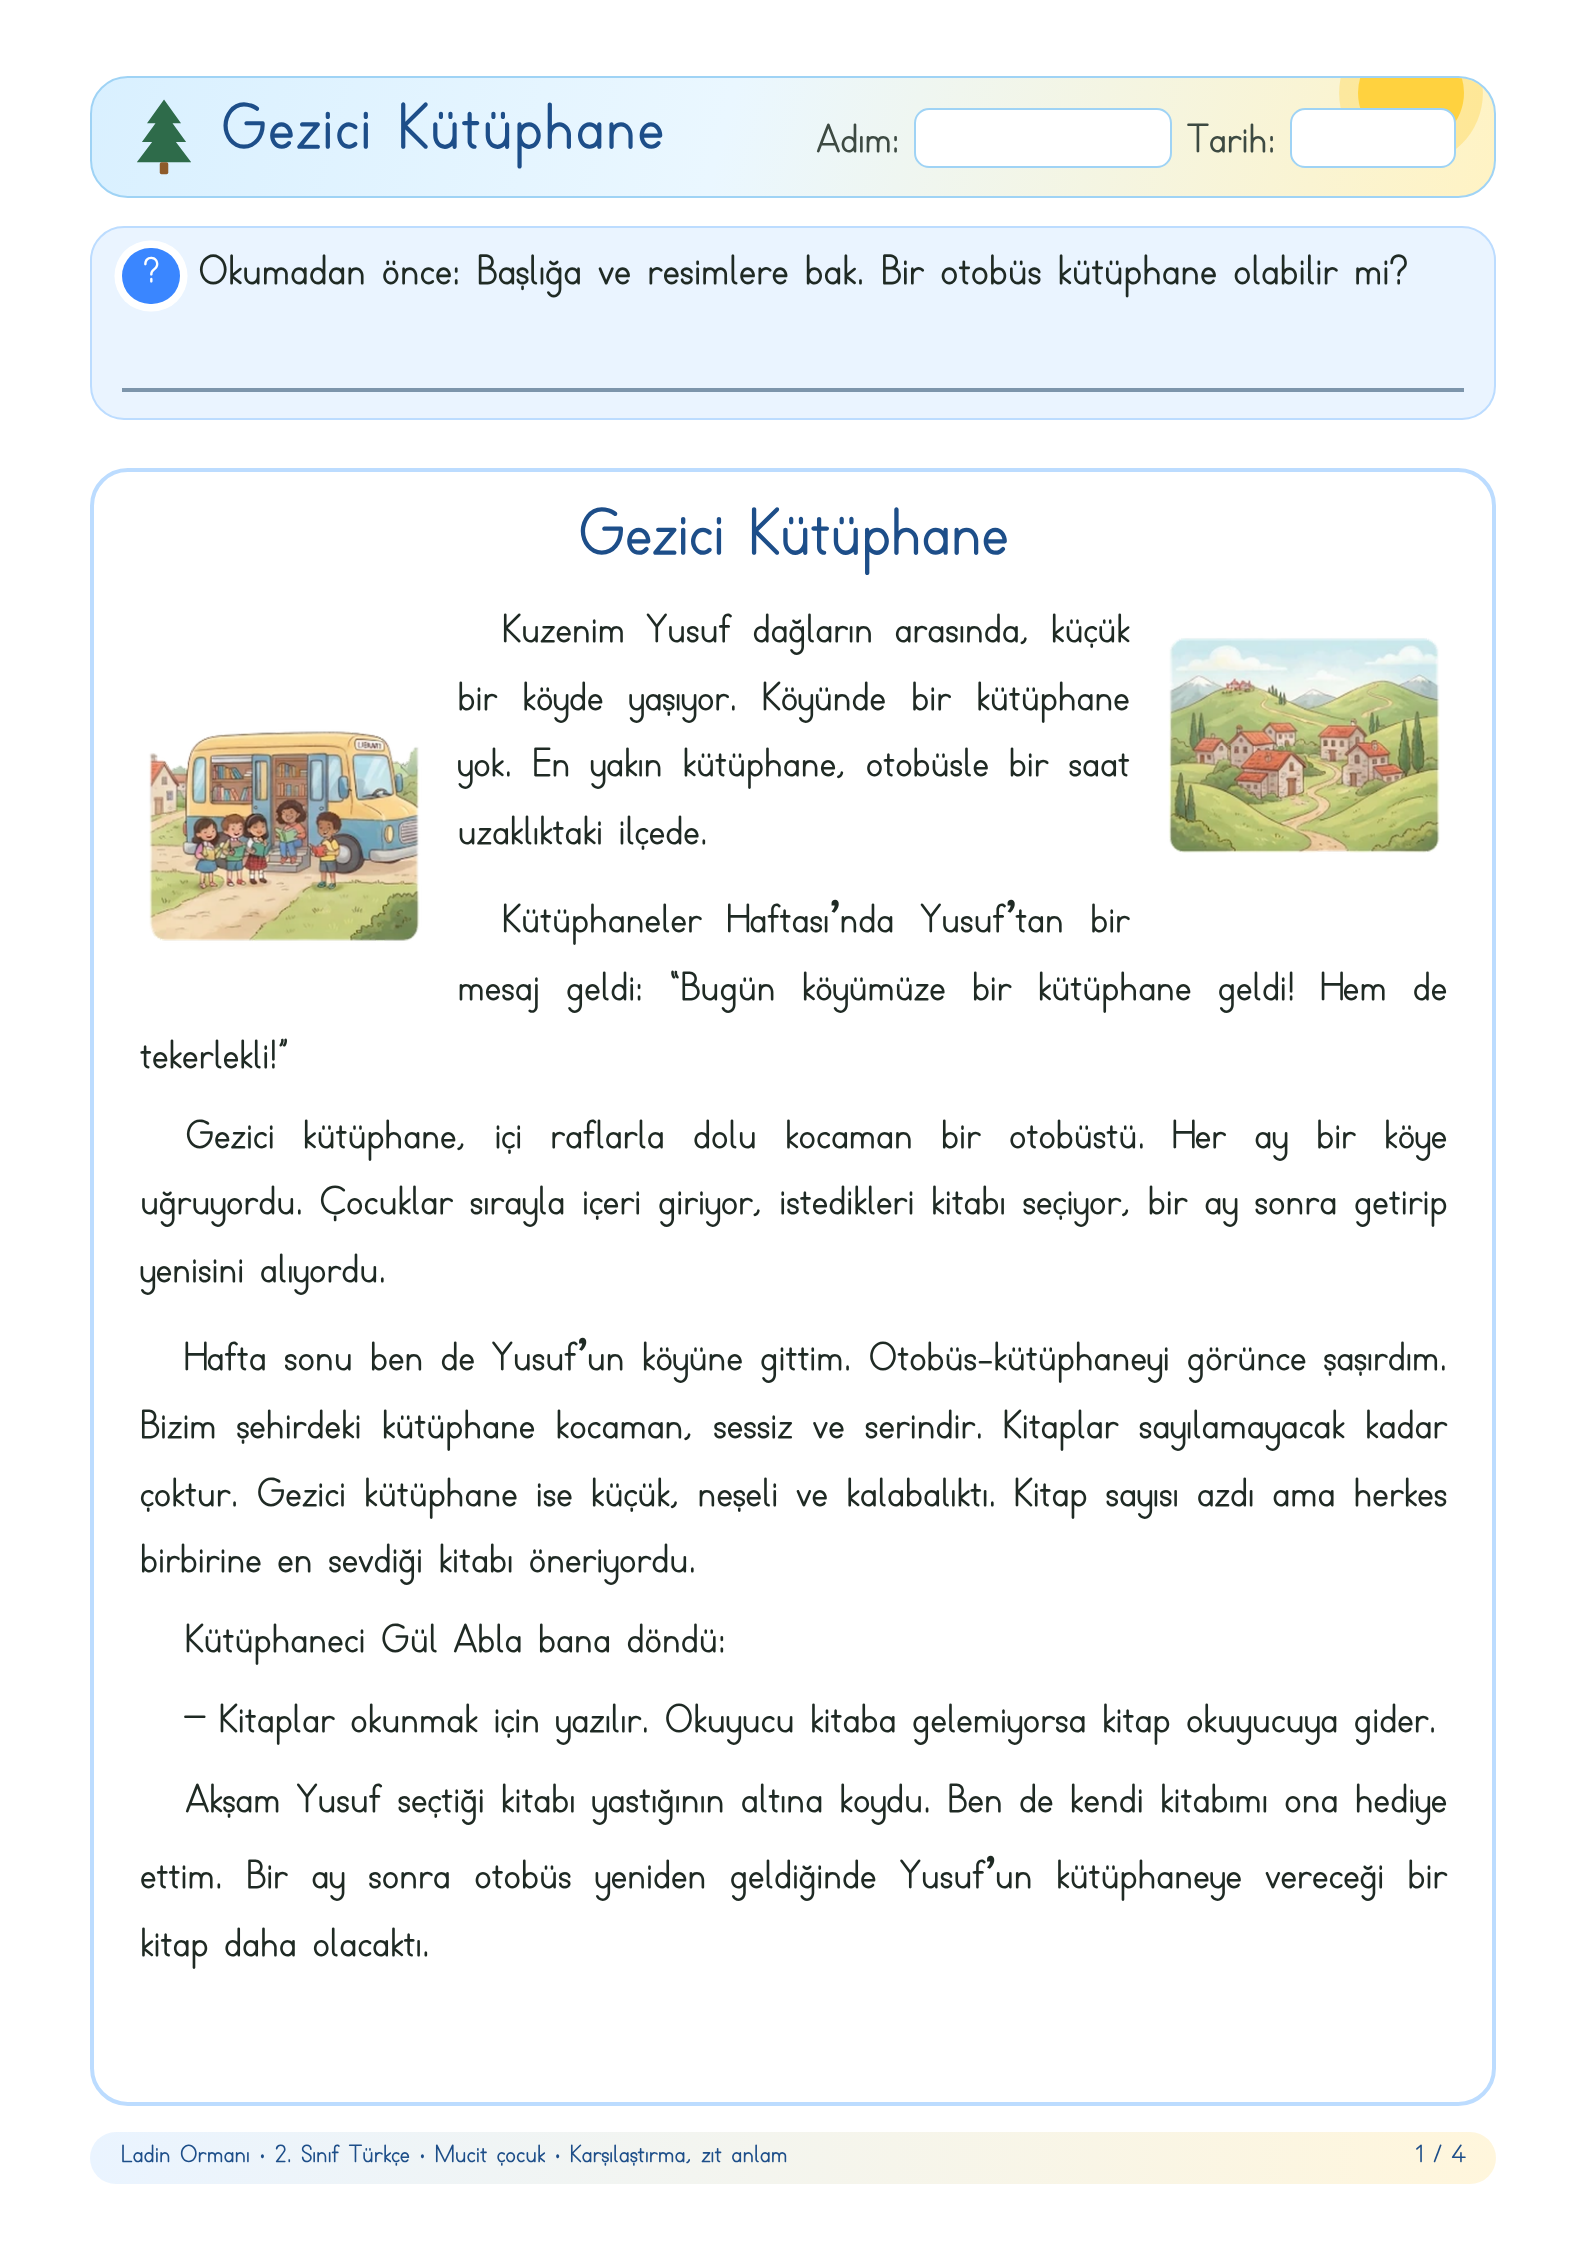 Gezici Kütüphane
Adım:
Tarih:
?
Okumadan önce: Başlığa ve resimlere bak. Bir otobüs kütüphane olabilir mi?
Gezici Kütüphane
Kuzenim Yusuf dağların arasında, küçük
bir köyde yaşıyor. Köyünde bir kütüphane
yok. En yakın kütüphane, otobüsle bir saat
uzaklıktaki ilçede.
LIBRARY
Kütüphaneler Haftası’nda Yusuf’tan bir
mesaj geldi: “Bugün köyümüze bir kütüphane geldi! Hem de
tekerlekli!”
Gezici kütüphane, içi raflarla dolu kocaman bir otobüstü. Her ay bir köye
uğruyordu. Çocuklar sırayla içeri giriyor, istedikleri kitabı seçiyor, bir ay sonra getirip
yenisini alıyordu.
Hafta sonu ben de Yusuf’un köyüne gittim. Otobüs-kütüphaneyi görünce şaşırdım.
Bizim şehirdeki kütüphane kocaman, sessiz ve serindir. Kitaplar sayılamayacak kadar
çoktur. Gezici kütüphane ise küçük, neşeli ve kalabalıktı. Kitap sayısı azdı ama herkes
birbirine en sevdiği kitabı öneriyordu.
Kütüphaneci Gül Abla bana döndü:
– Kitaplar okunmak için yazılır. Okuyucu kitaba gelemiyorsa kitap okuyucuya gider.
Akşam Yusuf seçtiği kitabı yastığının altına koydu. Ben de kendi kitabımı ona hediye
ettim. Bir ay sonra otobüs yeniden geldiğinde Yusuf’un kütüphaneye vereceği bir
kitap daha olacaktı.
Ladin Ormanı • 2. Sınıf Türkçe • Mucit çocuk • Karşılaştırma, zıt anlam
1 / 4